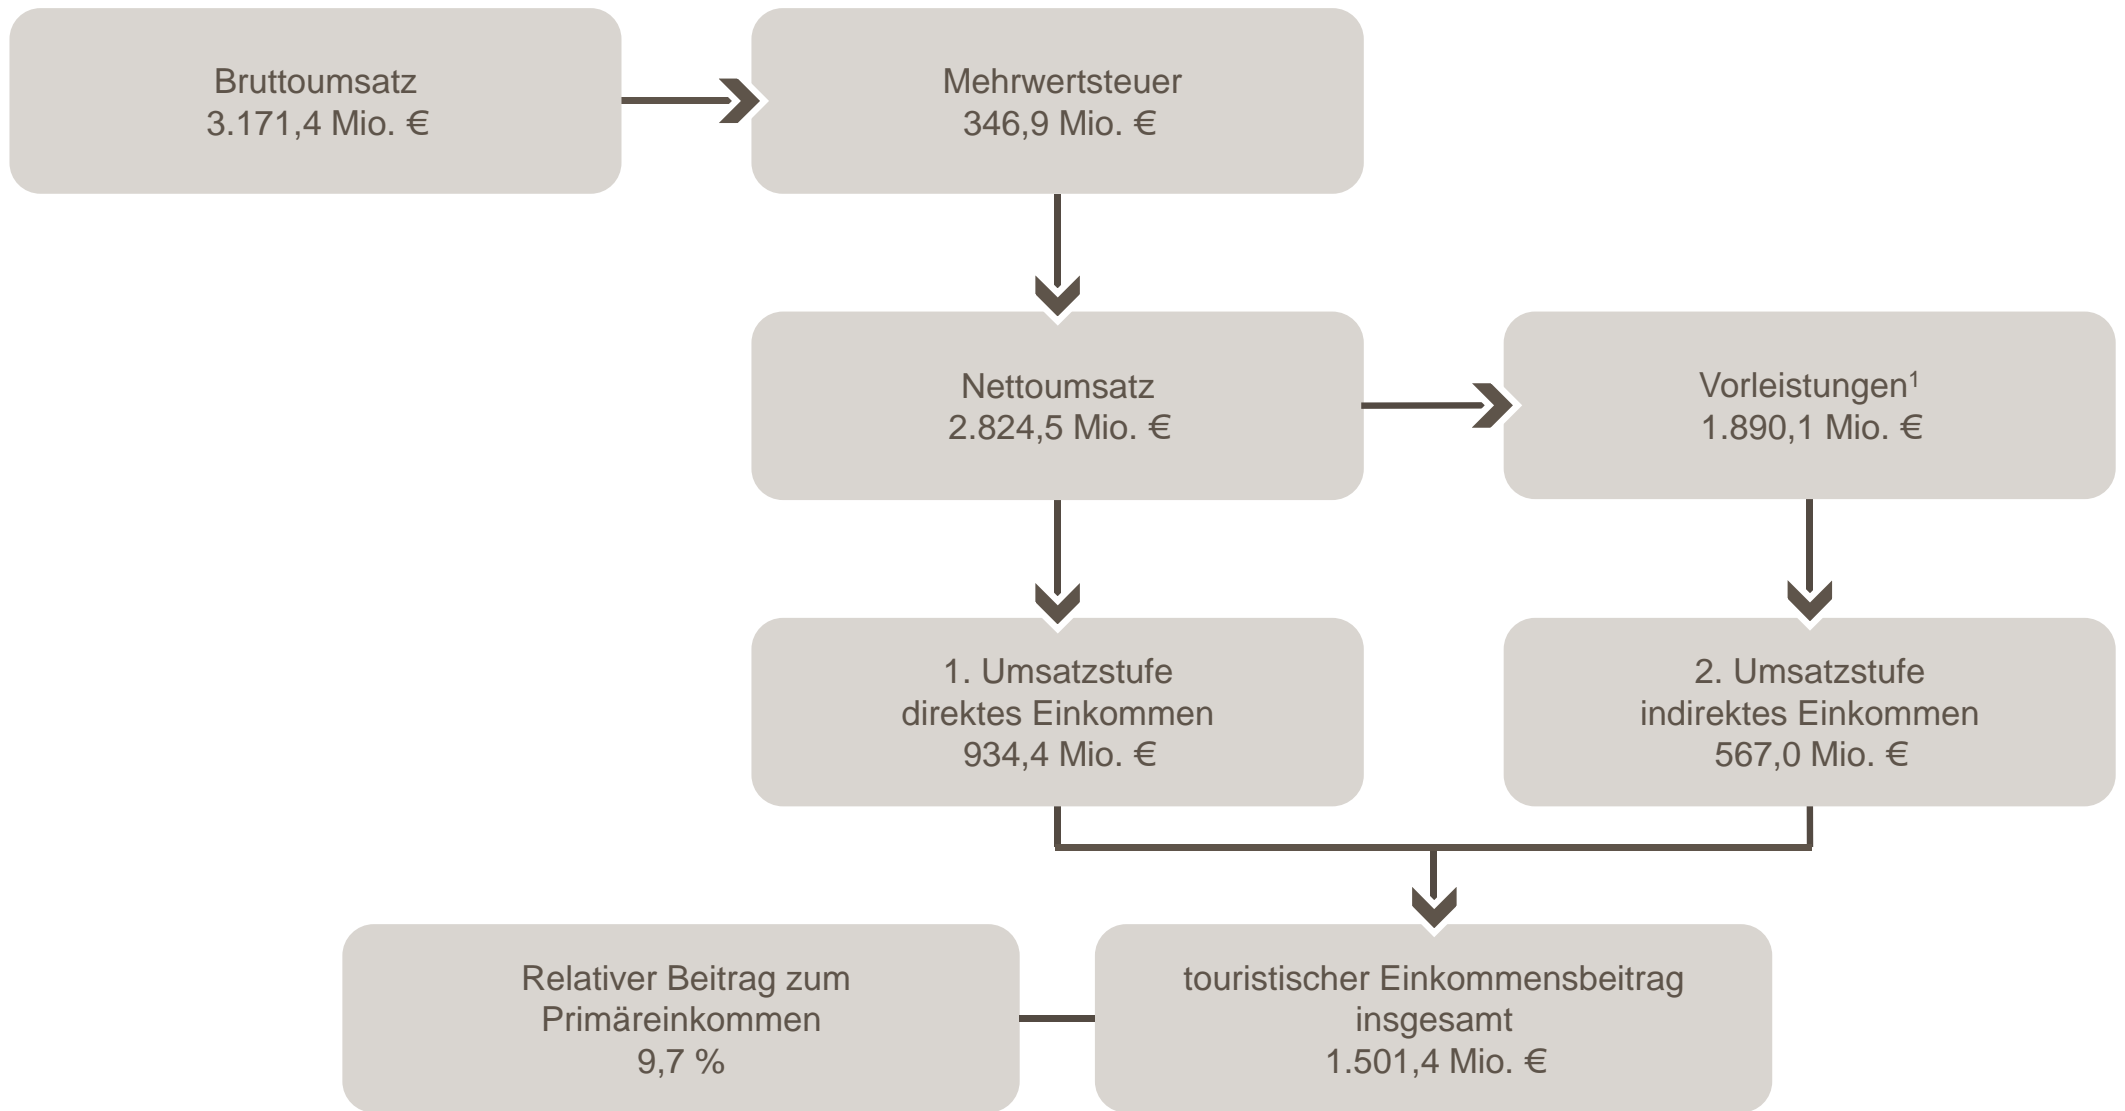 Bruttoumsatz
3.171,4 Mio. €
Mehrwertsteuer
346,9 Mio. €
Nettoumsatz
2.824,5 Mio. €
Vorleistungen¹
1.890,1 Mio. €
1. Umsatzstufe
direktes Einkommen
934,4 Mio. €
2. Umsatzstufe
indirektes Einkommen
567,0 Mio. €
Relativer Beitrag zum
Primäreinkommen
9,7 %
touristischer Einkommensbeitrag
insgesamt
1.501,4 Mio. €